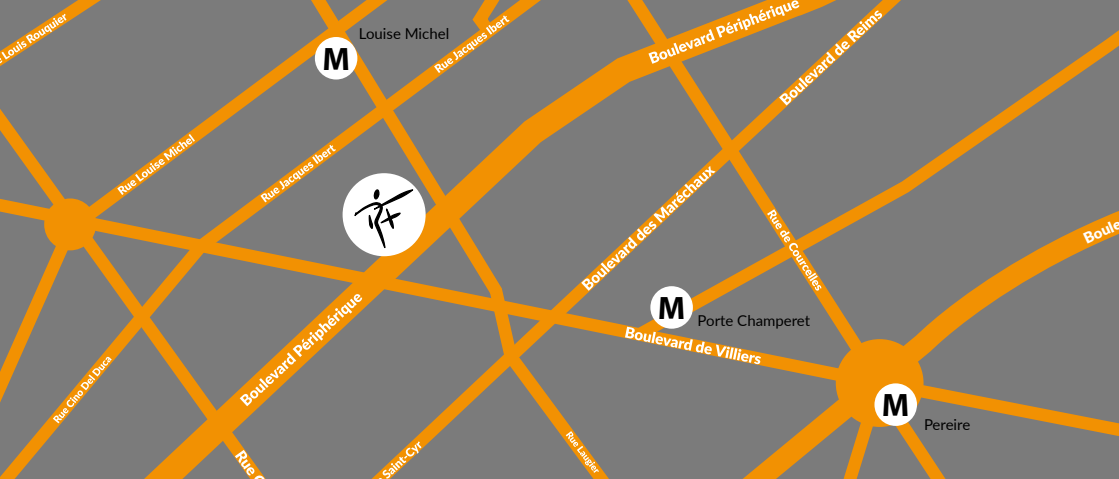 Louis Rouquier
Louise Michel
M
Rue Jacques Ibert
Boulevard Périphérique
Boulevard de Reims
Rue Louise Michel
Rue Jacques Ibert
Boulevard des Maréchaux
Rue de Courcelles
Boule
M
Porte Champeret
Boulevard de Villiers
Boulevard Périphérique
Rue Cino Del Duca
M
Pereire
Saint-Cyr
Rue Laugier
Rue